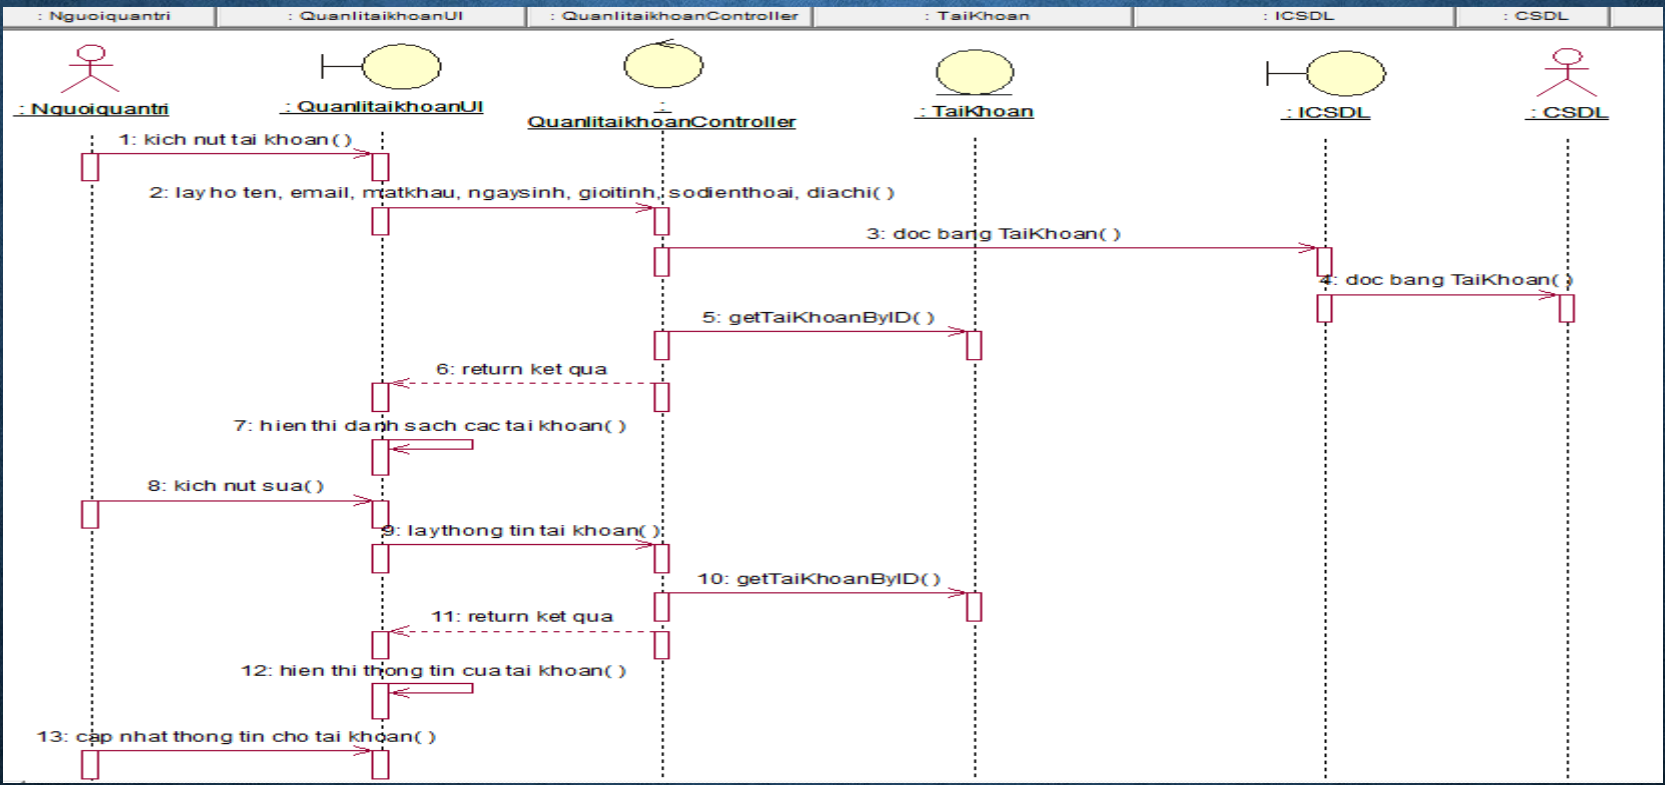 : Nguoiquantri
: QuanlitaikhoanUI
: QuanlitaikhoanController
: TaiKhoan
: ICSDL
: CSDL
: Nguoiquantri
: QuanlitaikhoanUI
:
QuanlitaikhoanController
: TaiKhoan
: ICSDL
: CSDL
1: kich nut tai khoan( )
2: lay ho ten, email, matkhau, ngaysinh, gioitinh, sodienthoai, diachi( )
3: doc bang TaiKhoan( )
4: doc bang TaiKhoan( )
5: getTaiKhoanByID( )
6: return ket qua
7: hien thi danh sach cac tai khoan( )
8: kich nut sua( )
9: lay thong tin tai khoan( )
10: getTaiKhoanByID( )
11: return ket qua
12: hien thi thong tin cua tai khoan( )
13: cap nhat thong tin cho tai khoan( )